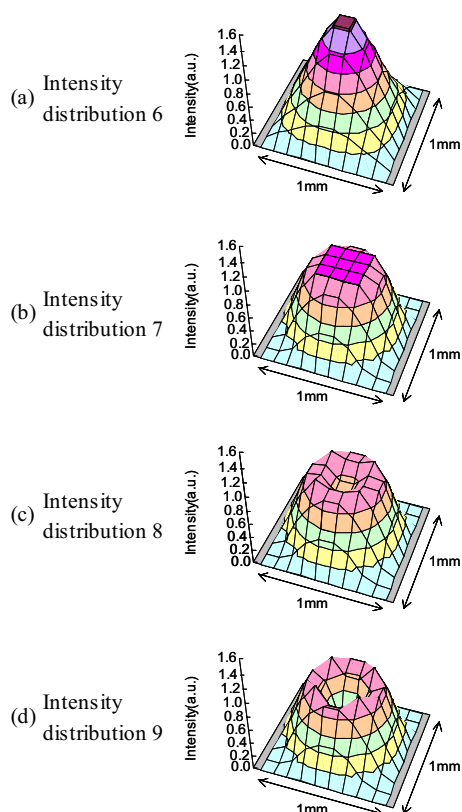 (a) Intensity
distribution 6
Intensity(a.u.)
1.6
1.4
1.2
1.0
0.8
0.6
0.4
0.2
0.0
1mm
1mm
(b) Intensity
distribution 7
Intensity(a.u.)
1.6
1.4
1.2
1.0
0.8
0.6
0.4
0.2
0.0
1mm
1mm
(c) Intensity
distribution 8
Intensity(a.u.)
1.6
1.4
1.2
1.0
0.8
0.6
0.4
0.2
0.0
1mm
1mm
(d) Intensity
distribution 9
Intensity(a.u.)
1.6
1.4
1.2
1.0
0.8
0.6
0.4
0.2
0.0
1mm
1mm